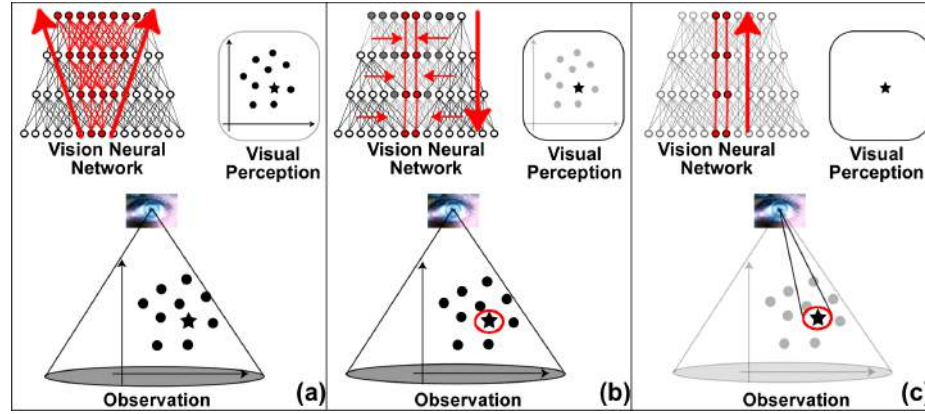 Vision Neural
Network
Visual
Perception
Observation
(a)
Vision Neural
Network
Visual
Perception
Observation
(b)
Vision Neural
Network
Visual
Perception
Observation
(c)